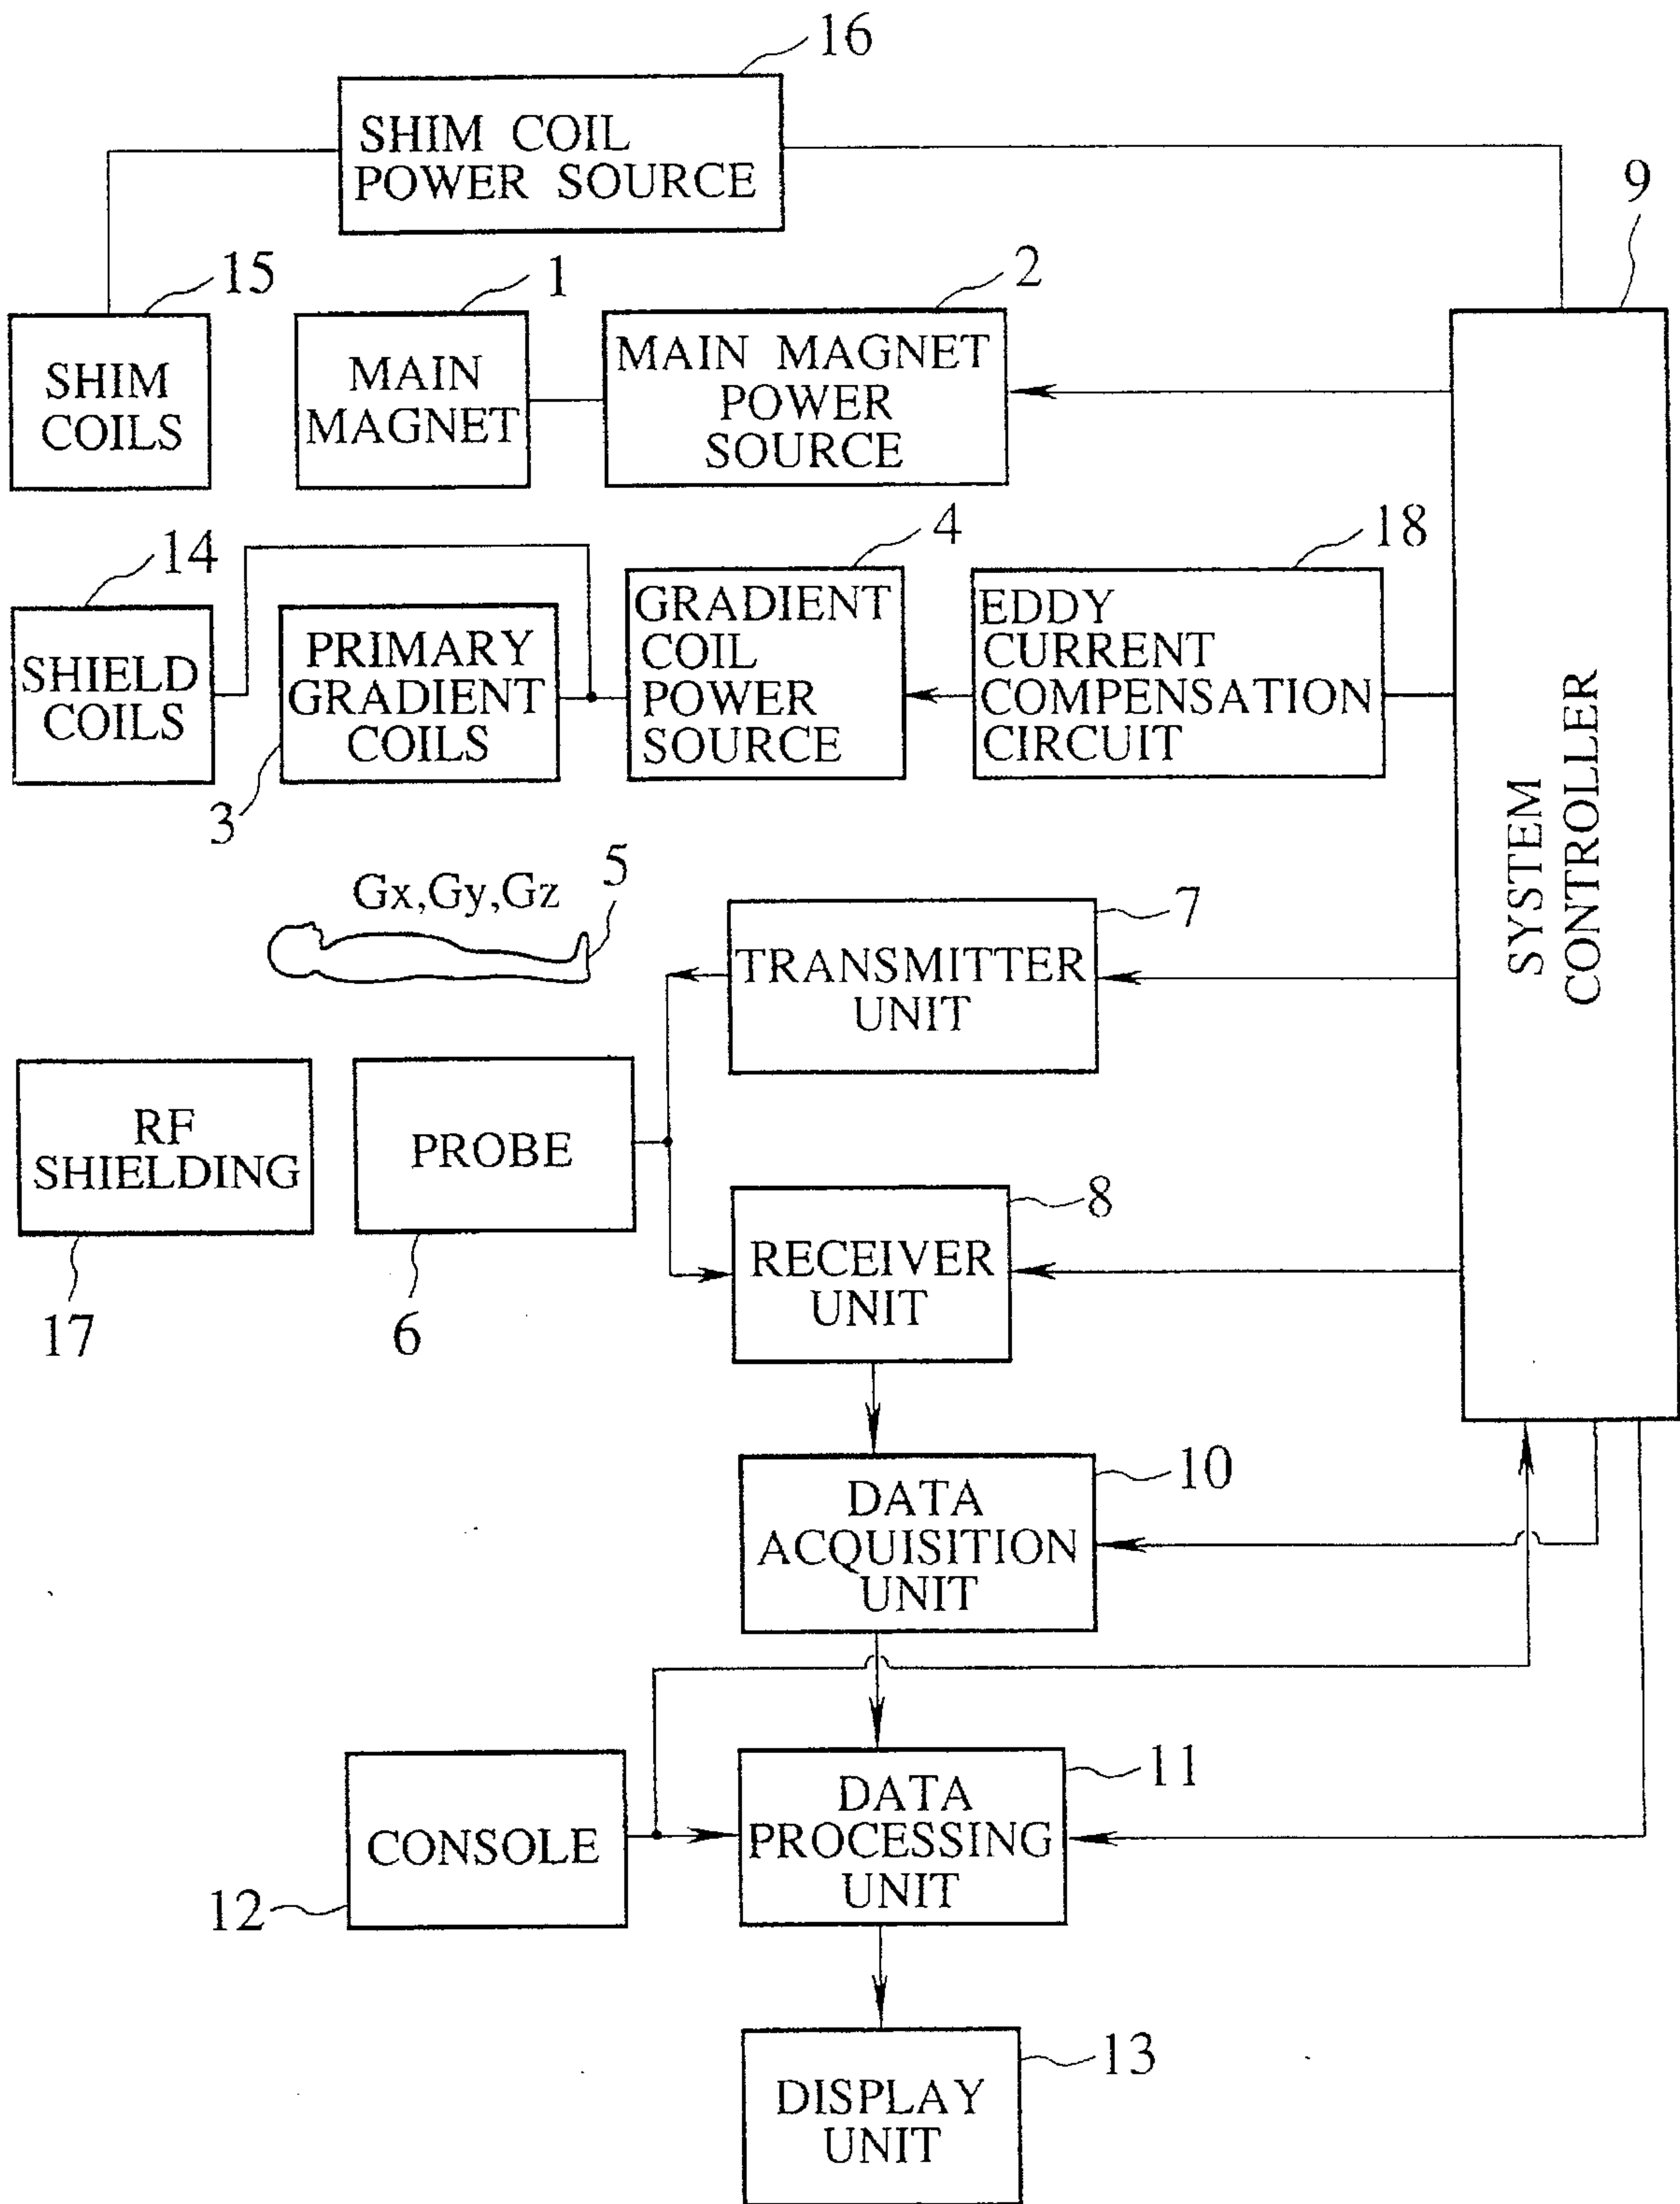 16
SHIM COIL
POWER SOURCE
9
15
1
2
SHIM
COILS
MAIN
MAGNET
MAIN MAGNET
POWER
SOURCE
14
4
18
SHIELD
COILS
PRIMARY
GRADIENT
COILS
GRADIENT
COIL
POWER
SOURCE
EDDY
CURRENT
COMPENSATION
CIRCUIT
3
SYSTEM
CONTROLLER
Gx,Gy,Gz
5
7
TRANSMITTER
UNIT
RF
SHIELDING
PROBE
17
6
8
RECEIVER
UNIT
10
DATA
ACQUISITION
UNIT
11
CONSOLE
12
DATA
PROCESSING
UNIT
13
DISPLAY
UNIT